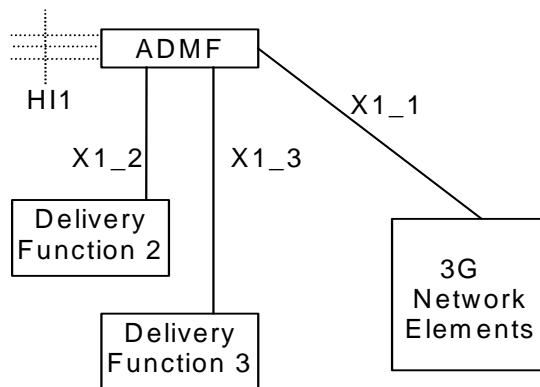 ADMF
HI1
X1_1
X1_2
X1_3
Delivery
Function 2
3G
Network
Elements
Delivery
Function 3